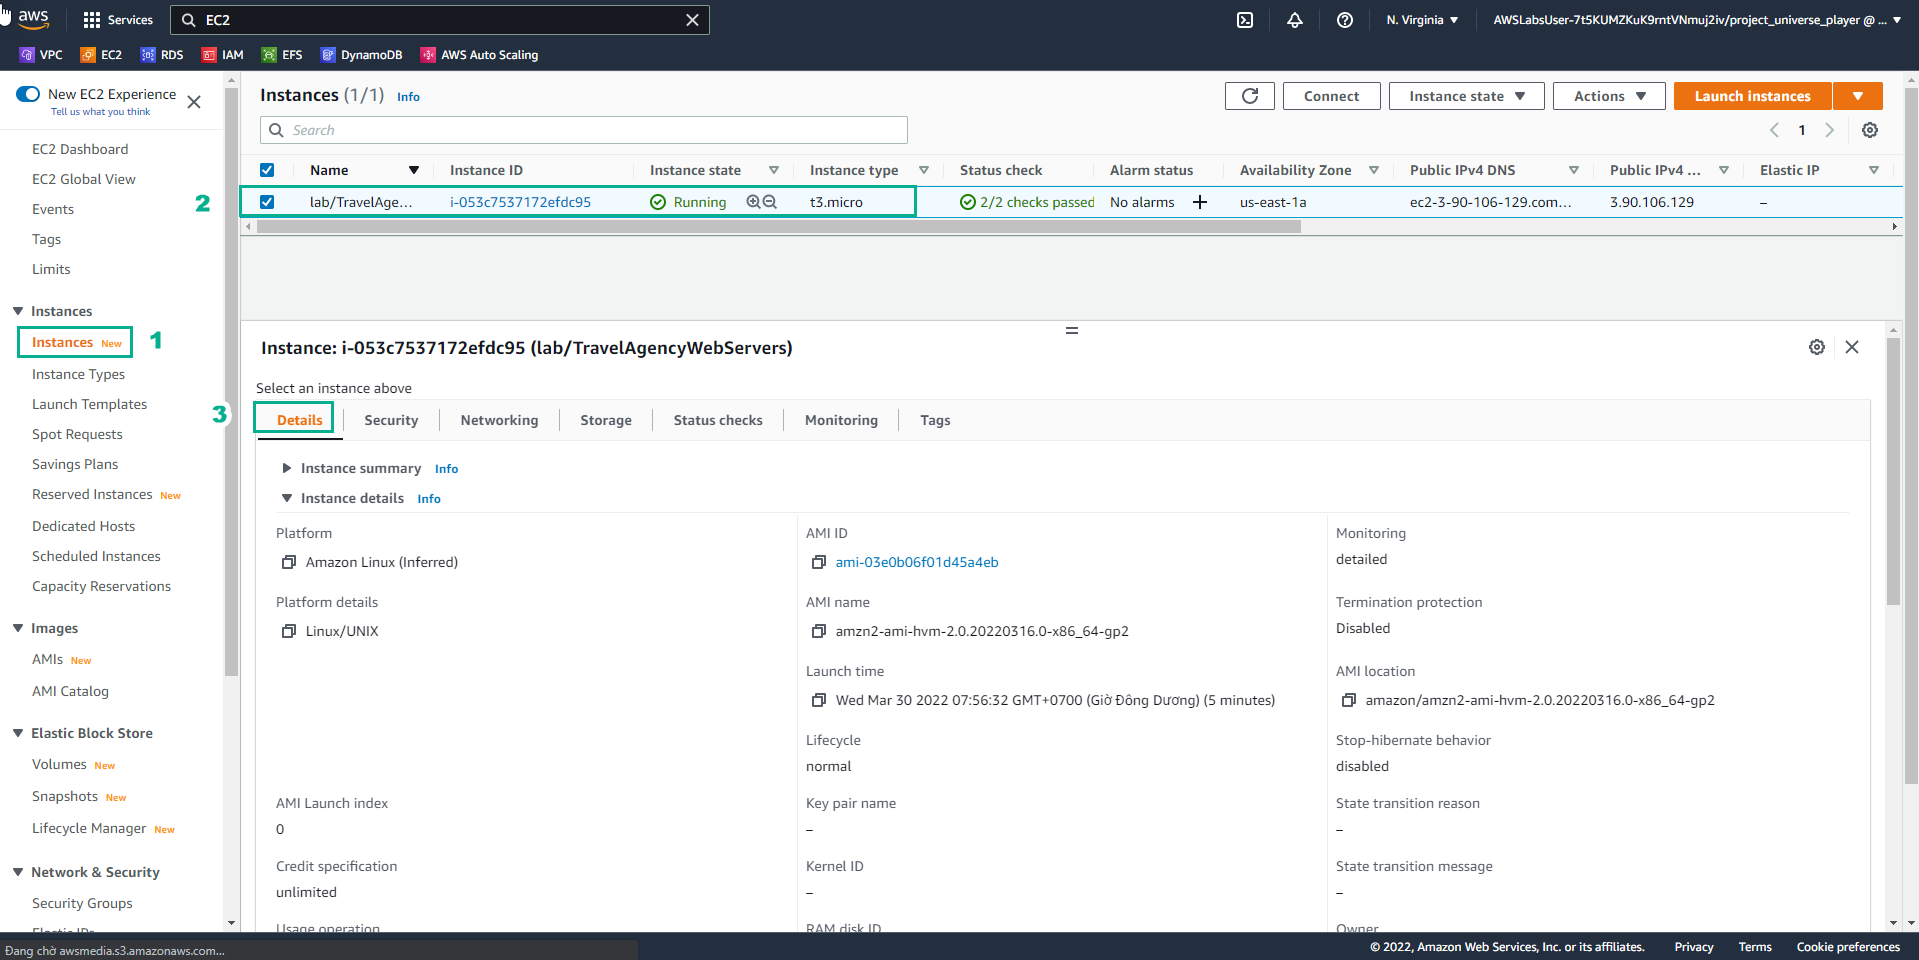 aws
Services
EC2
N. Virginia
AWSLabsUser-7t5KUMZKuK9rntVNmuj2iv/project_universe_player @ ...
VPC EC2 RDS IAM EFS DynamoDB AWS Auto Scaling
New EC2 Experience
Tell us what you think
EC2 Dashboard
EC2 Global View
Events
Tags
Limits
Instances
Instances New
Instance Types
Launch Templates
Spot Requests
Savings Plans
Reserved Instances New
Dedicated Hosts
Scheduled Instances
Capacity Reservations
Images
AMIs New
AMI Catalog
Elastic Block Store
Volumes New
Snapshots New
Lifecycle Manager New
Network & Security
Security Groups
Elastic IPs
1
2
3
Instances (1/1) Info
Connect
Instance state
Actions
Launch instances
Search
1
Name Instance ID Instance state Instance type Status check Alarm status Availability Zone Public IPv4 DNS Public IPv4 ... Elastic IP
lab/TravelAge... i-053c7537172efdc95 Running t3.micro 2/2 checks passed No alarms + us-east-1a ec2-3-90-106-129.com... 3.90.106.129 –
Instance: i-053c7537172efdc95 (lab/TravelAgencyWebServers)
Select an instance above
Details Security Networking Storage Status checks Monitoring Tags
Instance summary Info
Instance details Info
Platform
Amazon Linux (Inferred)
AMI ID
ami-03e0b06f01d45a4eb
Monitoring
detailed
Platform details
Linux/UNIX
AMI name
amzn2-ami-hvm-2.0.20220316.0-x86_64-gp2
Termination protection
Disabled
Launch time
Wed Mar 30 2022 07:56:32 GMT+0700 (Giờ Đông Dương) (5 minutes)
AMI location
amazon/amzn2-ami-hvm-2.0.20220316.0-x86_64-gp2
Lifecycle
normal
Stop-hibernate behavior
disabled
AMI Launch index
0
Key pair name
–
State transition reason
–
Credit specification
unlimited
Kernel ID
–
State transition message
–
Usage operation
RAM disk ID
Owner
Đang chờ awsmedia.s3.amazonaws.com...
© 2022, Amazon Web Services, Inc. or its affiliates. Privacy Terms Cookie preferences